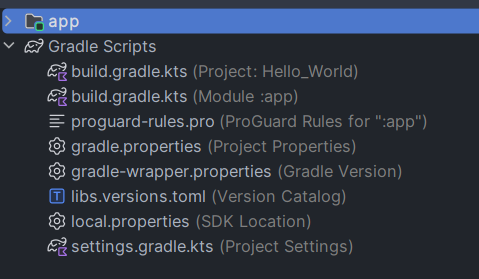 app
Gradle Scripts
build.gradle.kts (Project: Hello_World)
build.gradle.kts (Module :app)
proguard-rules.pro (ProGuard Rules for ":app")
gradle.properties (Project Properties)
gradle-wrapper.properties (Gradle Version)
libs.versions.toml (Version Catalog)
local.properties (SDK Location)
settings.gradle.kts (Project Settings)